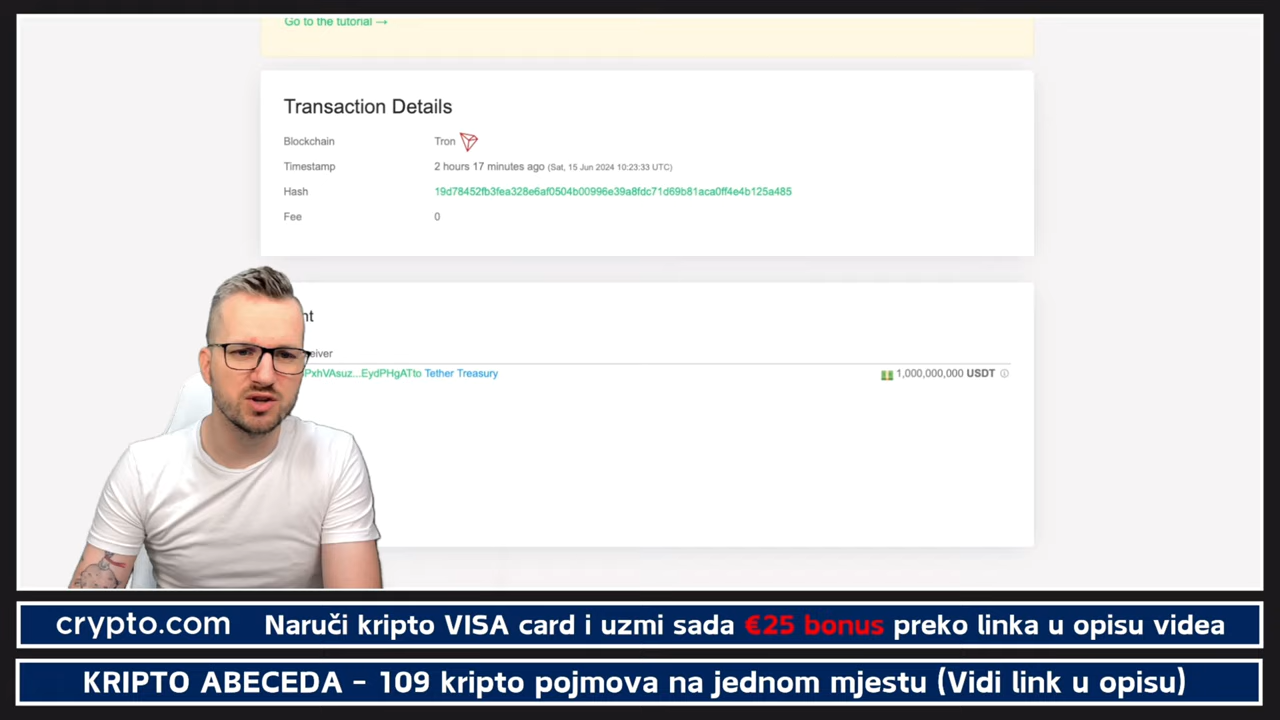 Go to the tutorial →
Transaction Details
Blockchain Tron
Timestamp 2 hours 17 minutes ago (Sat, 15 Jun 2024 10:23:33 UTC)
Hash 19d78452fb3fea328e6af0504b00996e39a8fdc71d69b81aca0ff4e4b125a485
Fee 0
nt
eiver
PxhVAsuz...EydPHgATto Tether Treasury 1,000,000,000 USDT
crypto.com Naruči kripto VISA card i uzmi sada €25 bonus preko linka u opisu videa
KRIPTO ABECEDA - 109 kripto pojmova na jednom mjestu (Vidi link u opisu)